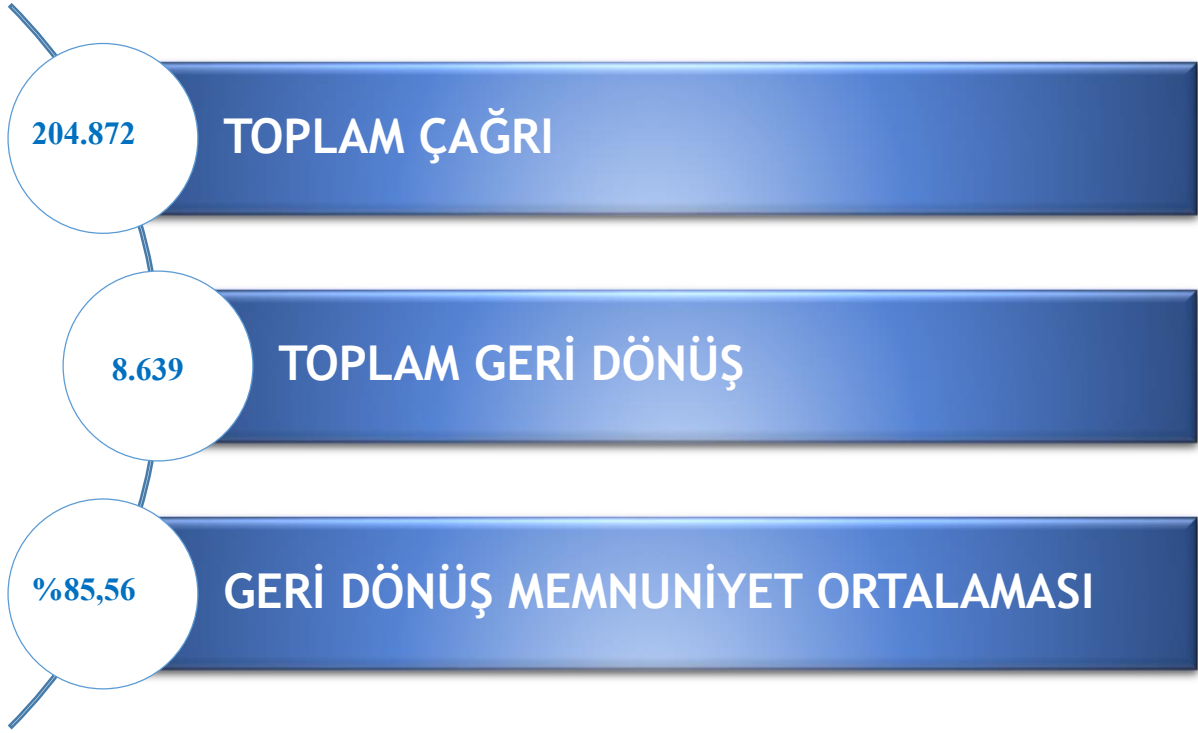 204.872
TOPLAM ÇAĞRI
8.639
TOPLAM GERİ DÖNÜŞ
%85,56
GERİ DÖNÜŞ MEMNUNİYET ORTALAMASI